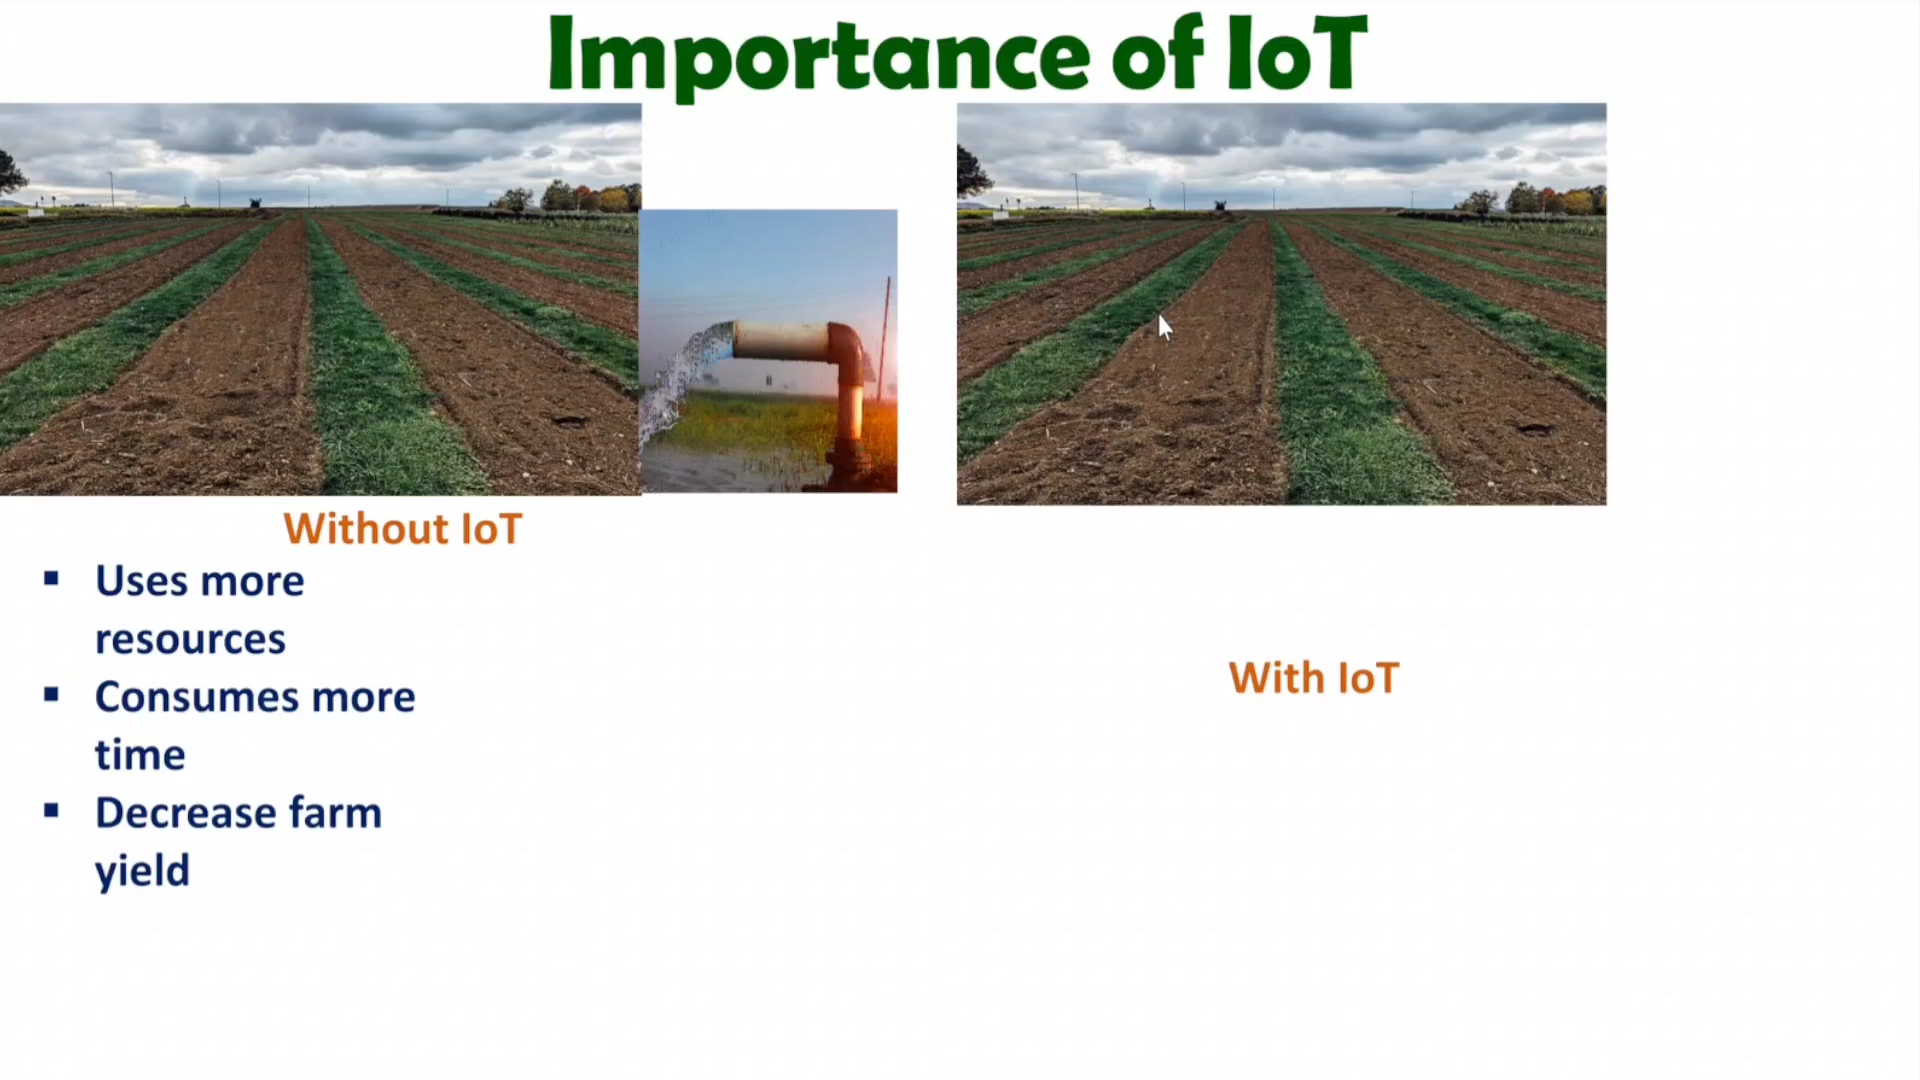 Importance of IoT
Without IoT
▪ Uses more
resources
▪ Consumes more
time
▪ Decrease farm
yield
With IoT